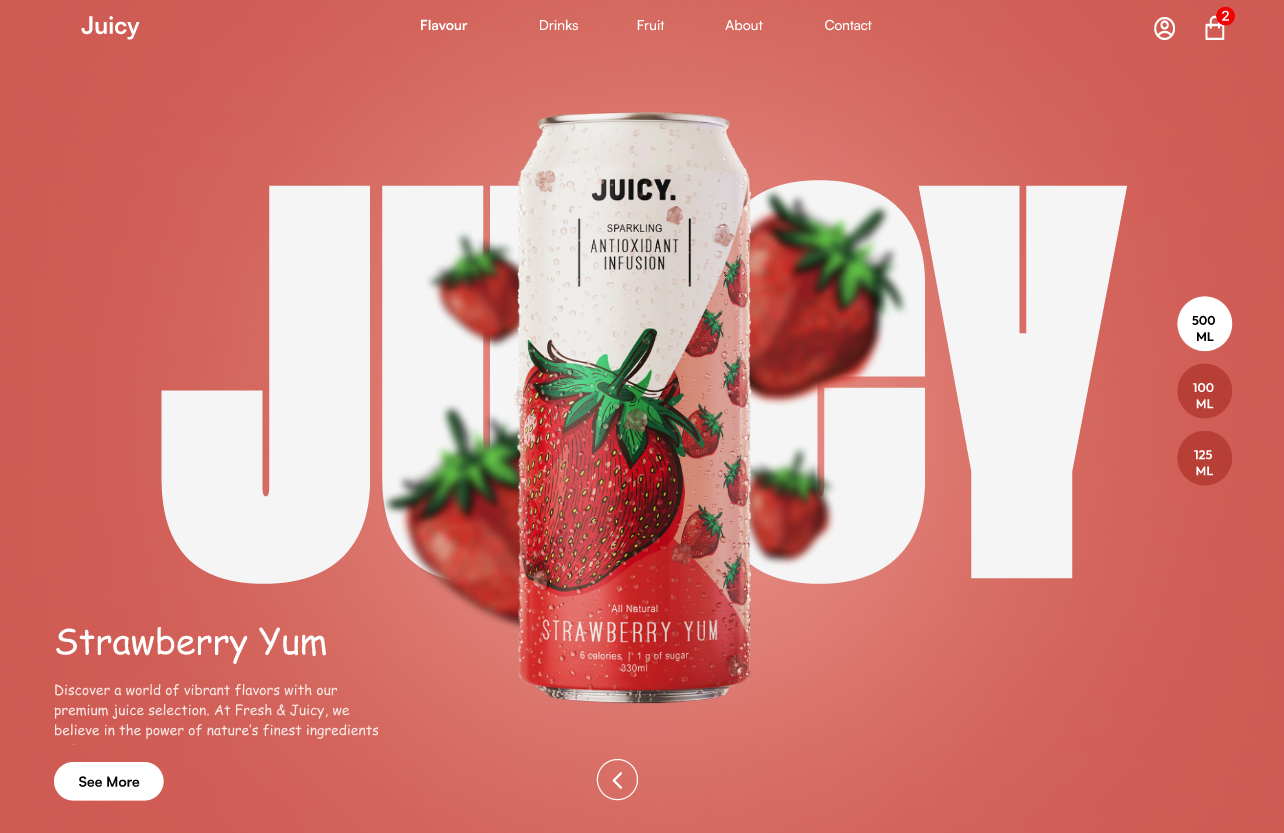 Juicy
Flavour
Drinks
Fruit
About
Contact
2
JUICY
JUICY.
SPARKLING
ANTIOXIDANT
INFUSION
500
ML
100
ML
125
ML
All Natural
STRAWBERRY YUM
6 calories | 1 g of sugar
330ml
Strawberry Yum
Discover a world of vibrant flavors with our
premium juice selection. At Fresh & Juicy, we
believe in the power of nature's finest ingredients
See More